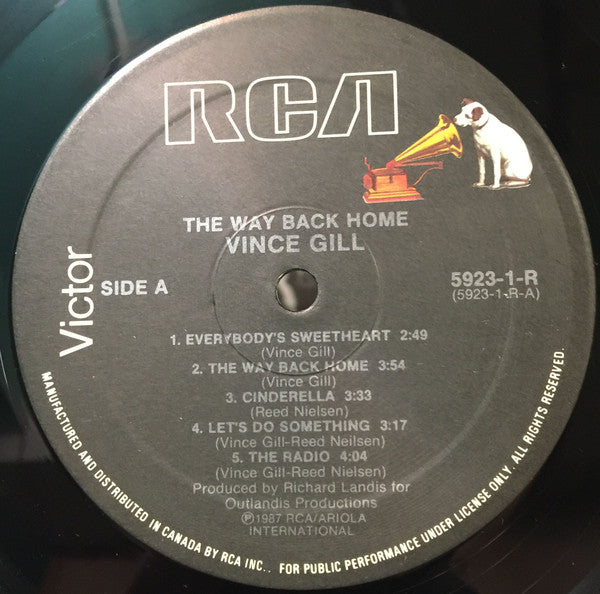 RCA
Victor
THE WAY BACK HOME
VINCE GILL
SIDE A
5923-1-R
(5923-1-R-A)
1. EVERYBODY'S SWEETHEART 2:49
(Vince Gill)
2. THE WAY BACK HOME 3:54
(Vince Gill)
3. CINDERELLA 3:33
(Reed Nielsen)
4. LET'S DO SOMETHING 3:17
(Vince Gill-Reed Neilsen)
5. THE RADIO 4:04
(Vince Gill-Reed Nielsen)
Produced by Richard Landis for
Outlandis Productions
℗1987 RCA/ARIOLA
INTERNATIONAL
MANUFACTURED AND DISTRIBUTED IN CANADA BY RCA INC.. FOR PUBLIC PERFORMANCE UNDER LICENSE ONLY. ALL RIGHTS RESERVED.